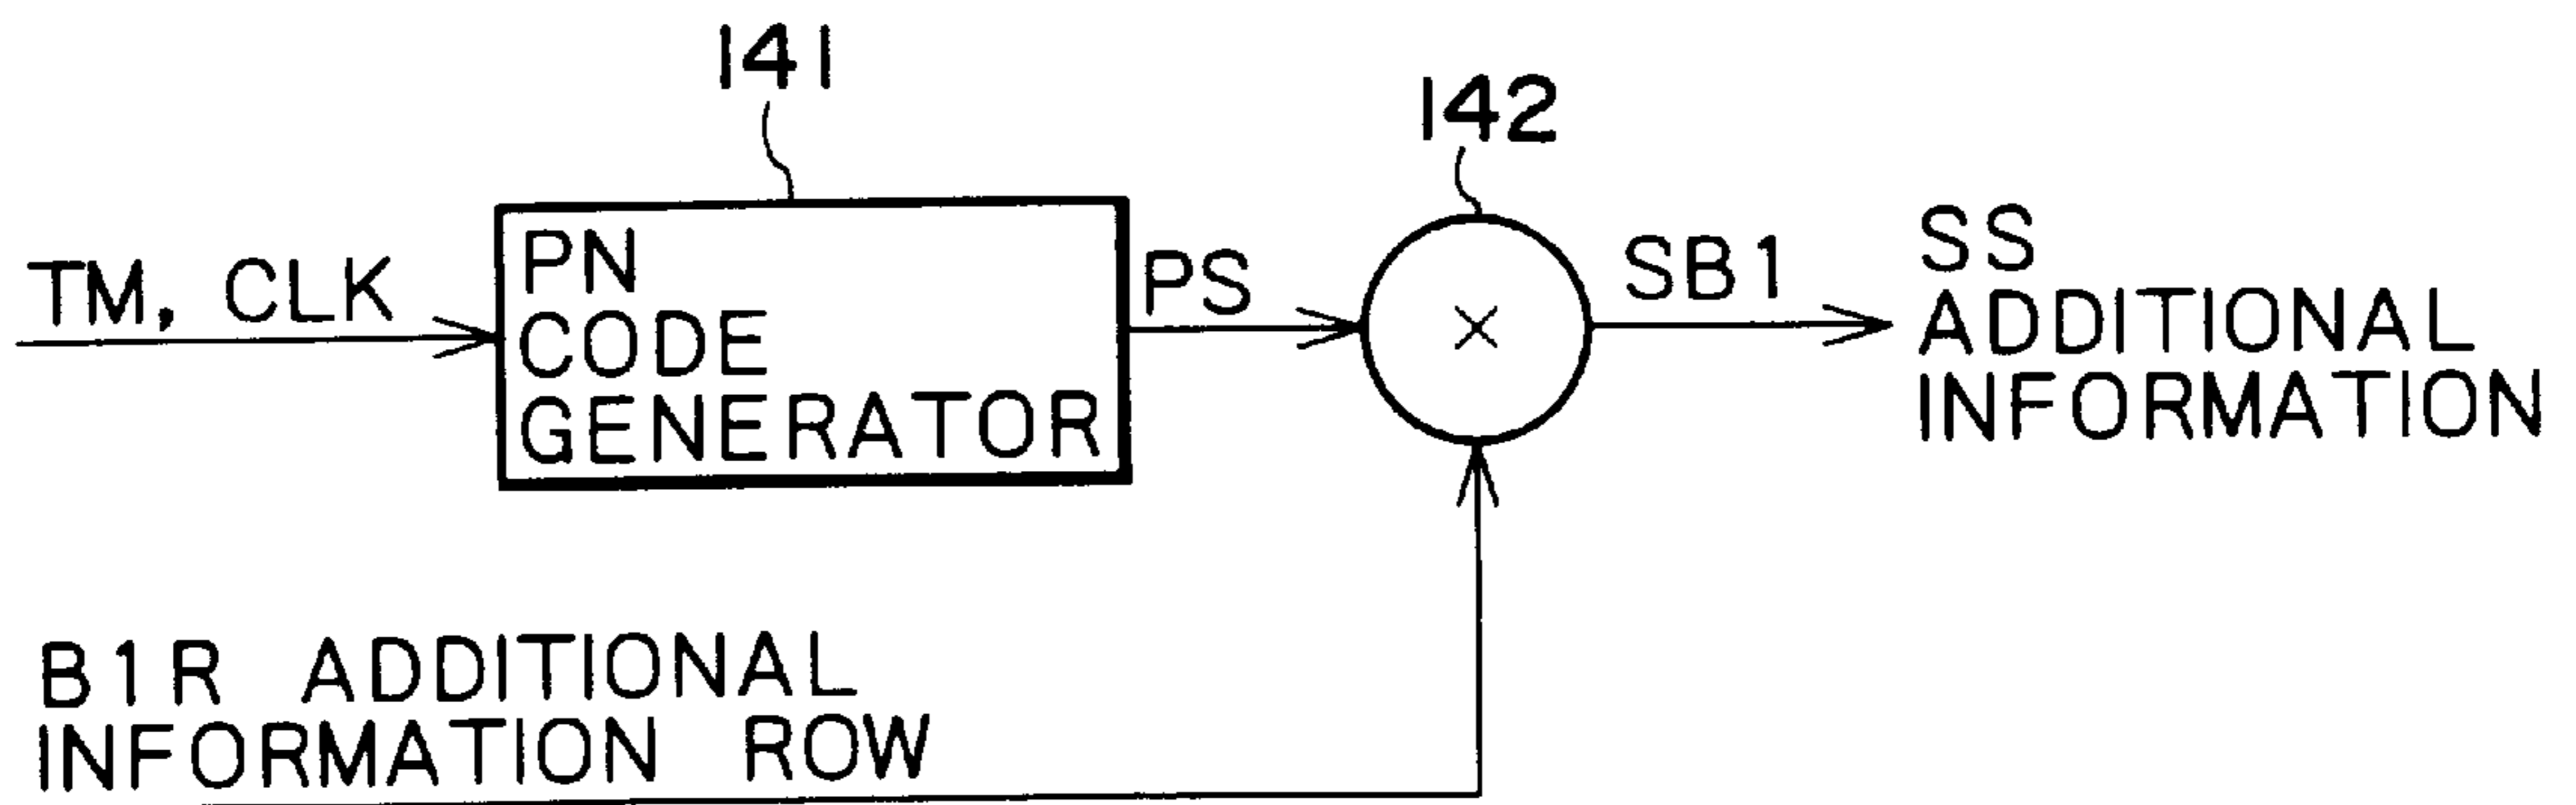 141
142
TM, CLK
PN
CODE
GENERATOR
PS
×
SB1
SS
ADDITIONAL
INFORMATION
B1R ADDITIONAL
INFORMATION ROW